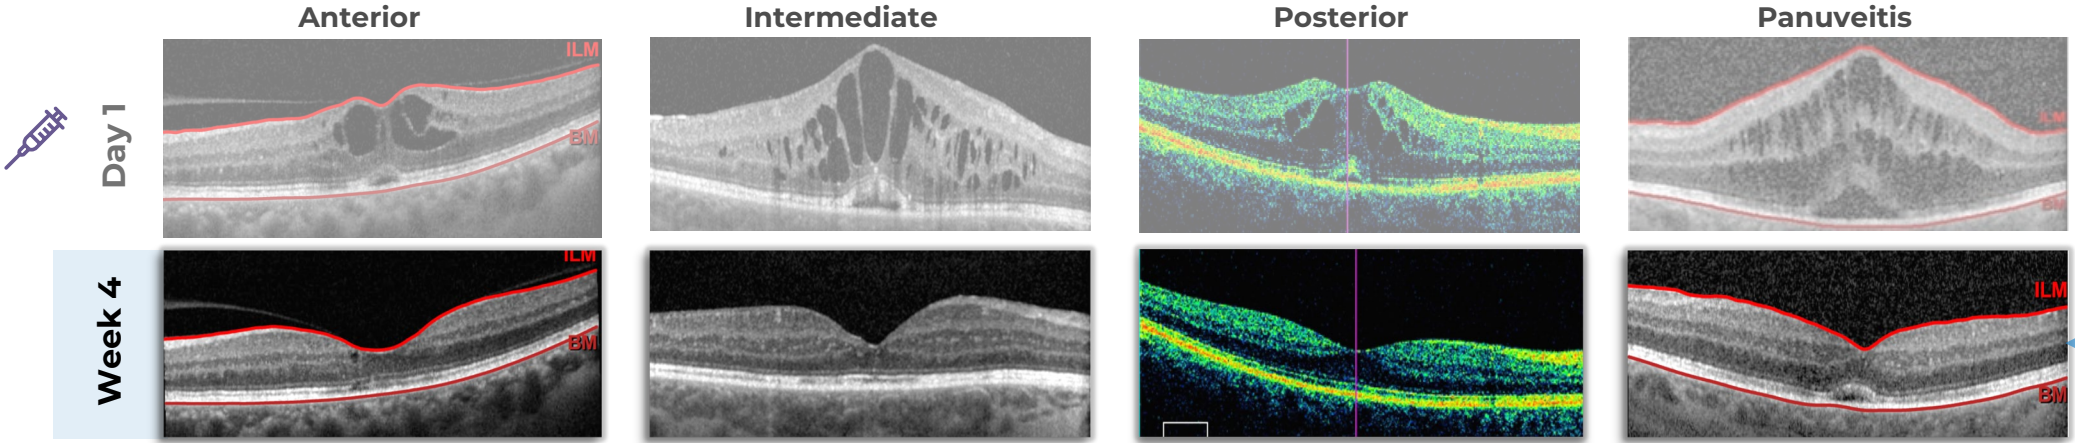 Anterior
Intermediate
Posterior
Panuveitis
Day 1
ILM
BM
ILM
BM
Week 4
ILM
BM
ILM
BM